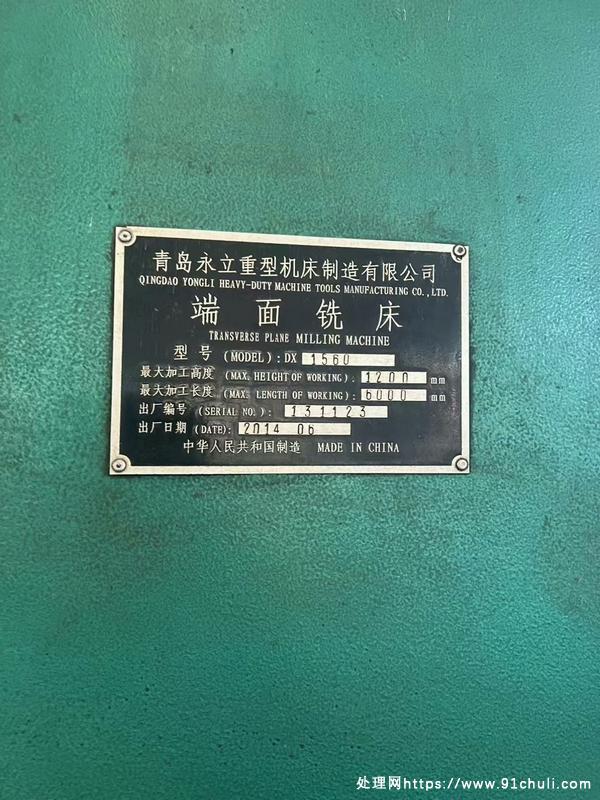 青岛永立重型机床制造有限公司
QINGDAO YONGLI HEAVY-DUTY MACHINE TOOLS MANUFACTURING CO.,LTD.
端面铣床
TRANSVERSE PLANE MILLING MACHINE
型号(MODEL):DX 1560
最大加工高度(MAX. HEIGHT OF WORKING): 1200 mm
最大加工长度(MAX. LENGTH OF WORKING): 6000 mm
出厂编号(SERIAL NO.): 131123
出厂日期(DATE): 2014 06
中华人民共和国制造 MADE IN CHINA
处理网https://www.91chuli.com